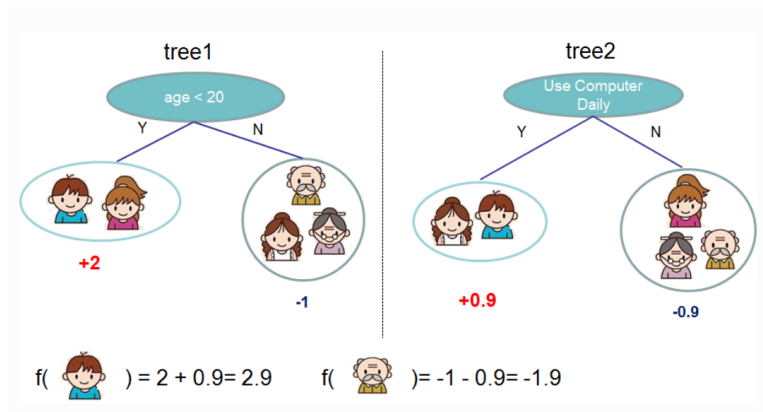 tree1
age < 20
Y
N
+2
-1
tree2
Use Computer
Daily
Y
N
+0.9
-0.9
f( ) = 2 + 0.9= 2.9
f( )= -1 - 0.9= -1.9